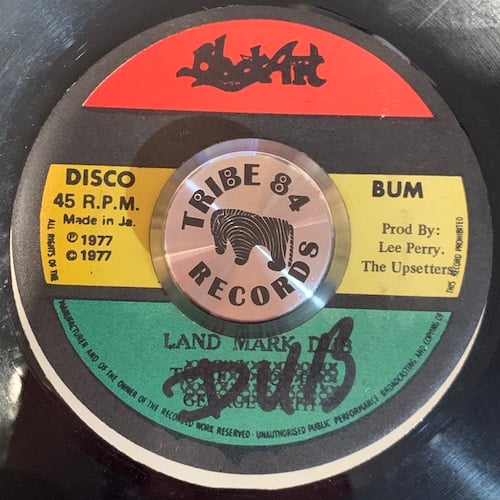 Black Art
DISCO
45 R.P.M.
Made in Ja.
℗ 1977
© 1977
BUM
Prod By:
Lee Perry.
The Upsetters
TRIBE 84
RECORDS
LAND MARK DUB
DUB
ALL RIGHTS OF THE
MANUFACTURER AND OF THE OWNER OF THE RECORDED WORK RESERVED · UNAUTHORISED PUBLIC PERFORMANCE BROADCASTING AND COPYING OF
THIS RECORD PROHIBITED